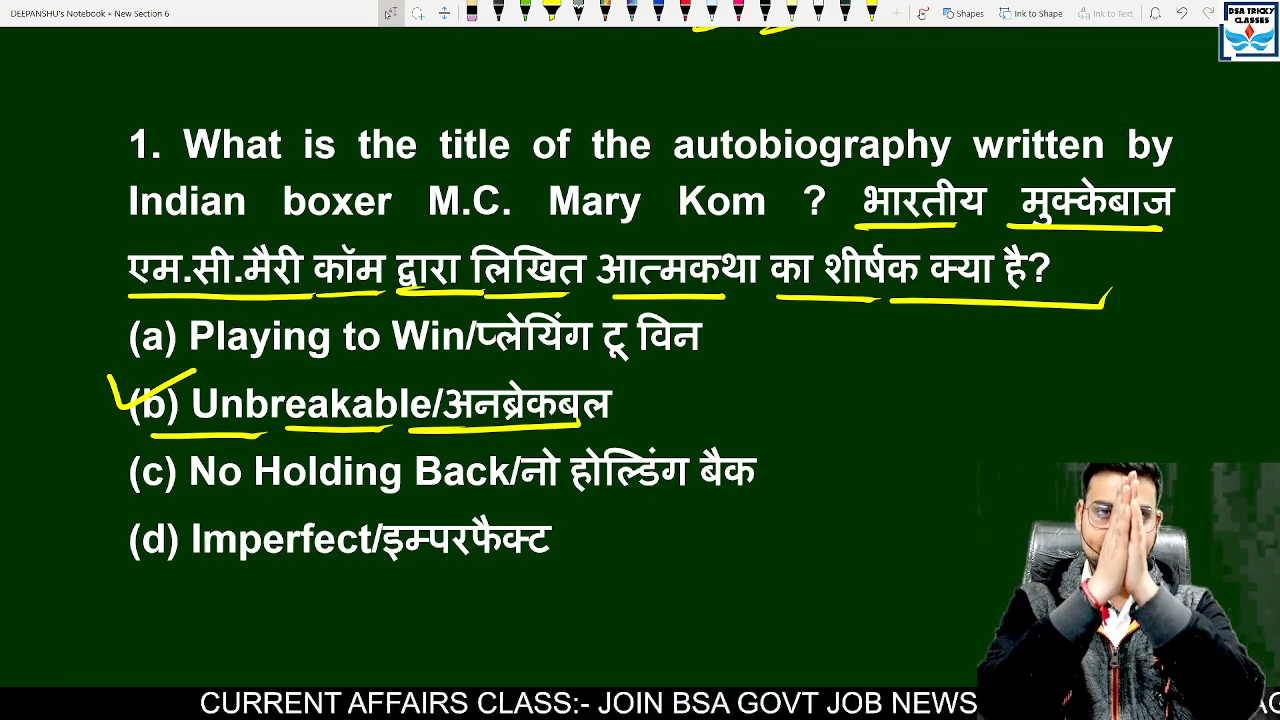 DEEPANSHU's Notebook ▸ New Section 6
Shapes Ink to Shape Ink to Text
BSA TRICKY
CLASSES
1. What is the title of the autobiography written by
Indian boxer M.C. Mary Kom ? भारतीय मुक्केबाज
एम.सी.मैरी कॉम द्वारा लिखित आत्मकथा का शीर्षक क्या है?
(a) Playing to Win/प्लेयिंग टू विन
(b) Unbreakable/अनब्रेकबल
(c) No Holding Back/नो होल्डिंग बैक
(d) Imperfect/इम्परफैक्ट
CURRENT AFFAIRS CLASS:- JOIN BSA GOVT JOB NEWS